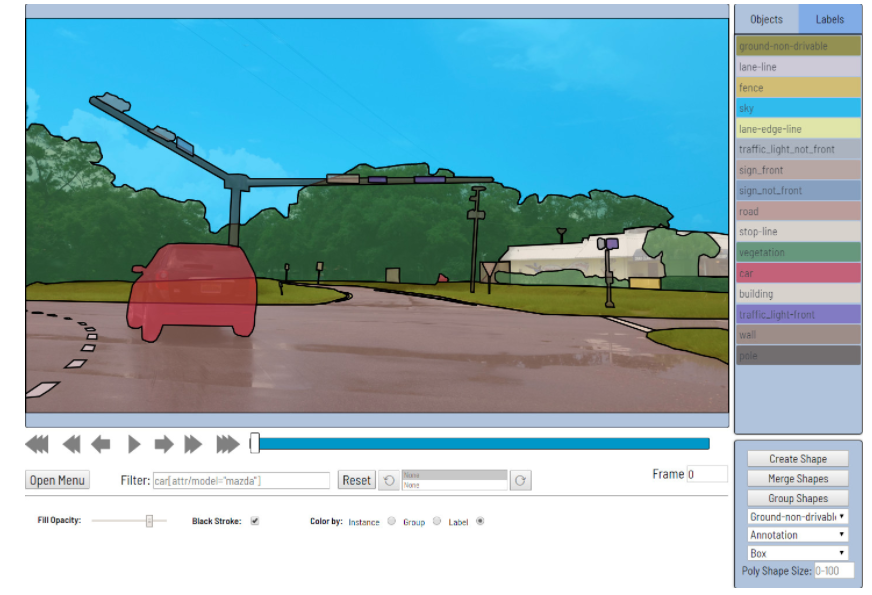 Objects Labels
ground-non-drivable
lane-line
fence
sky
lane-edge-line
traffic_light_not_front
sign_front
sign_not_front
road
stop-line
vegetation
car
building
traffic_light-front
wall
pole
Open Menu Filter: car[attr/model="mazda"] Reset None Frame 0
None
Fill Opacity: Black Stroke: Color by: Instance Group Label
Create Shape
Merge Shapes
Group Shapes
Ground-non-drivabl
Annotation
Box
Poly Shape Size: 0-100